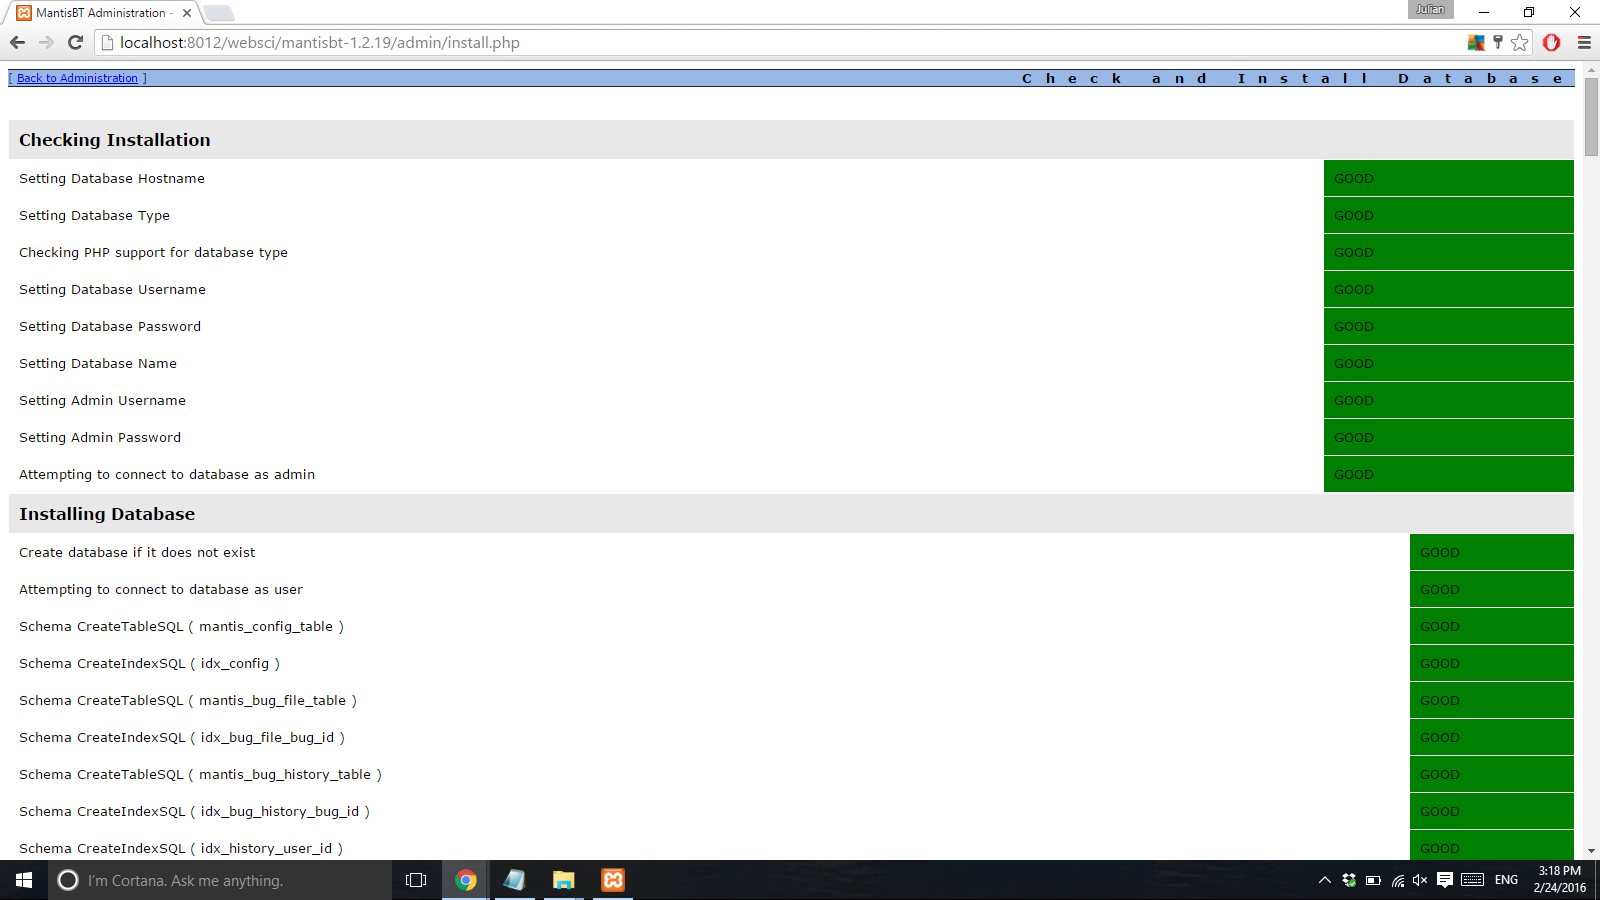 MantisBT Administration -
Julian
localhost:8012/websci/mantisbt-1.2.19/admin/install.php
[ Back to Administration ]
Check and Install Database
Checking Installation
Setting Database Hostname GOOD
Setting Database Type GOOD
Checking PHP support for database type GOOD
Setting Database Username GOOD
Setting Database Password GOOD
Setting Database Name GOOD
Setting Admin Username GOOD
Setting Admin Password GOOD
Attempting to connect to database as admin GOOD
Installing Database
Create database if it does not exist GOOD
Attempting to connect to database as user GOOD
Schema CreateTableSQL ( mantis_config_table ) GOOD
Schema CreateIndexSQL ( idx_config ) GOOD
Schema CreateTableSQL ( mantis_bug_file_table ) GOOD
Schema CreateIndexSQL ( idx_bug_file_bug_id ) GOOD
Schema CreateTableSQL ( mantis_bug_history_table ) GOOD
Schema CreateIndexSQL ( idx_bug_history_bug_id ) GOOD
Schema CreateIndexSQL ( idx_history_user_id ) GOOD
I'm Cortana. Ask me anything.
ENG
3:18 PM
2/24/2016